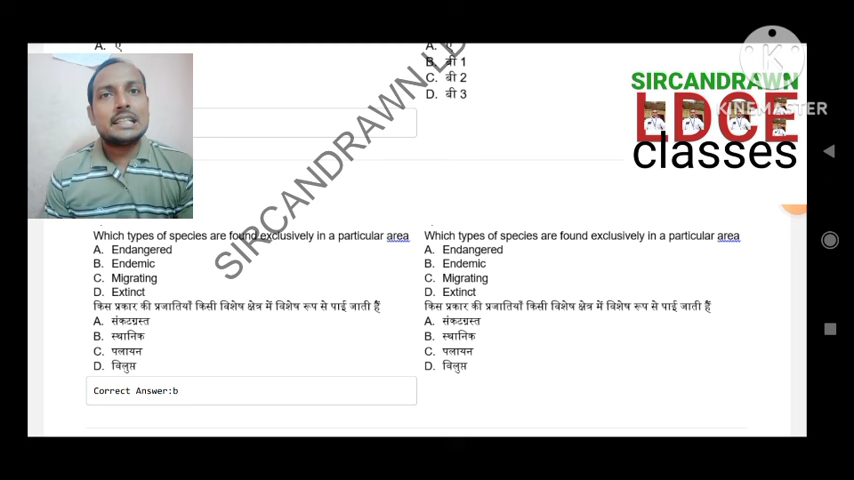 A. ए
A. ए
B. बी 1
C. बी 2
D. बी 3
SIRCANDRAWN
LDCE
classes
KINEMASTER
SIRCANDRAWN
Which types of species are found exclusively in a particular area
A. Endangered
B. Endemic
C. Migrating
D. Extinct
किस प्रकार की प्रजातियाँ किसी विशेष क्षेत्र में विशेष रूप से पाई जाती हैं
A. संकटग्रस्त
B. स्थानिक
C. पलायन
D. विलुप्त
Correct Answer:b
Which types of species are found exclusively in a particular area
A. Endangered
B. Endemic
C. Migrating
D. Extinct
किस प्रकार की प्रजातियाँ किसी विशेष क्षेत्र में विशेष रूप से पाई जाती हैं
A. संकटग्रस्त
B. स्थानिक
C. पलायन
D. विलुप्त